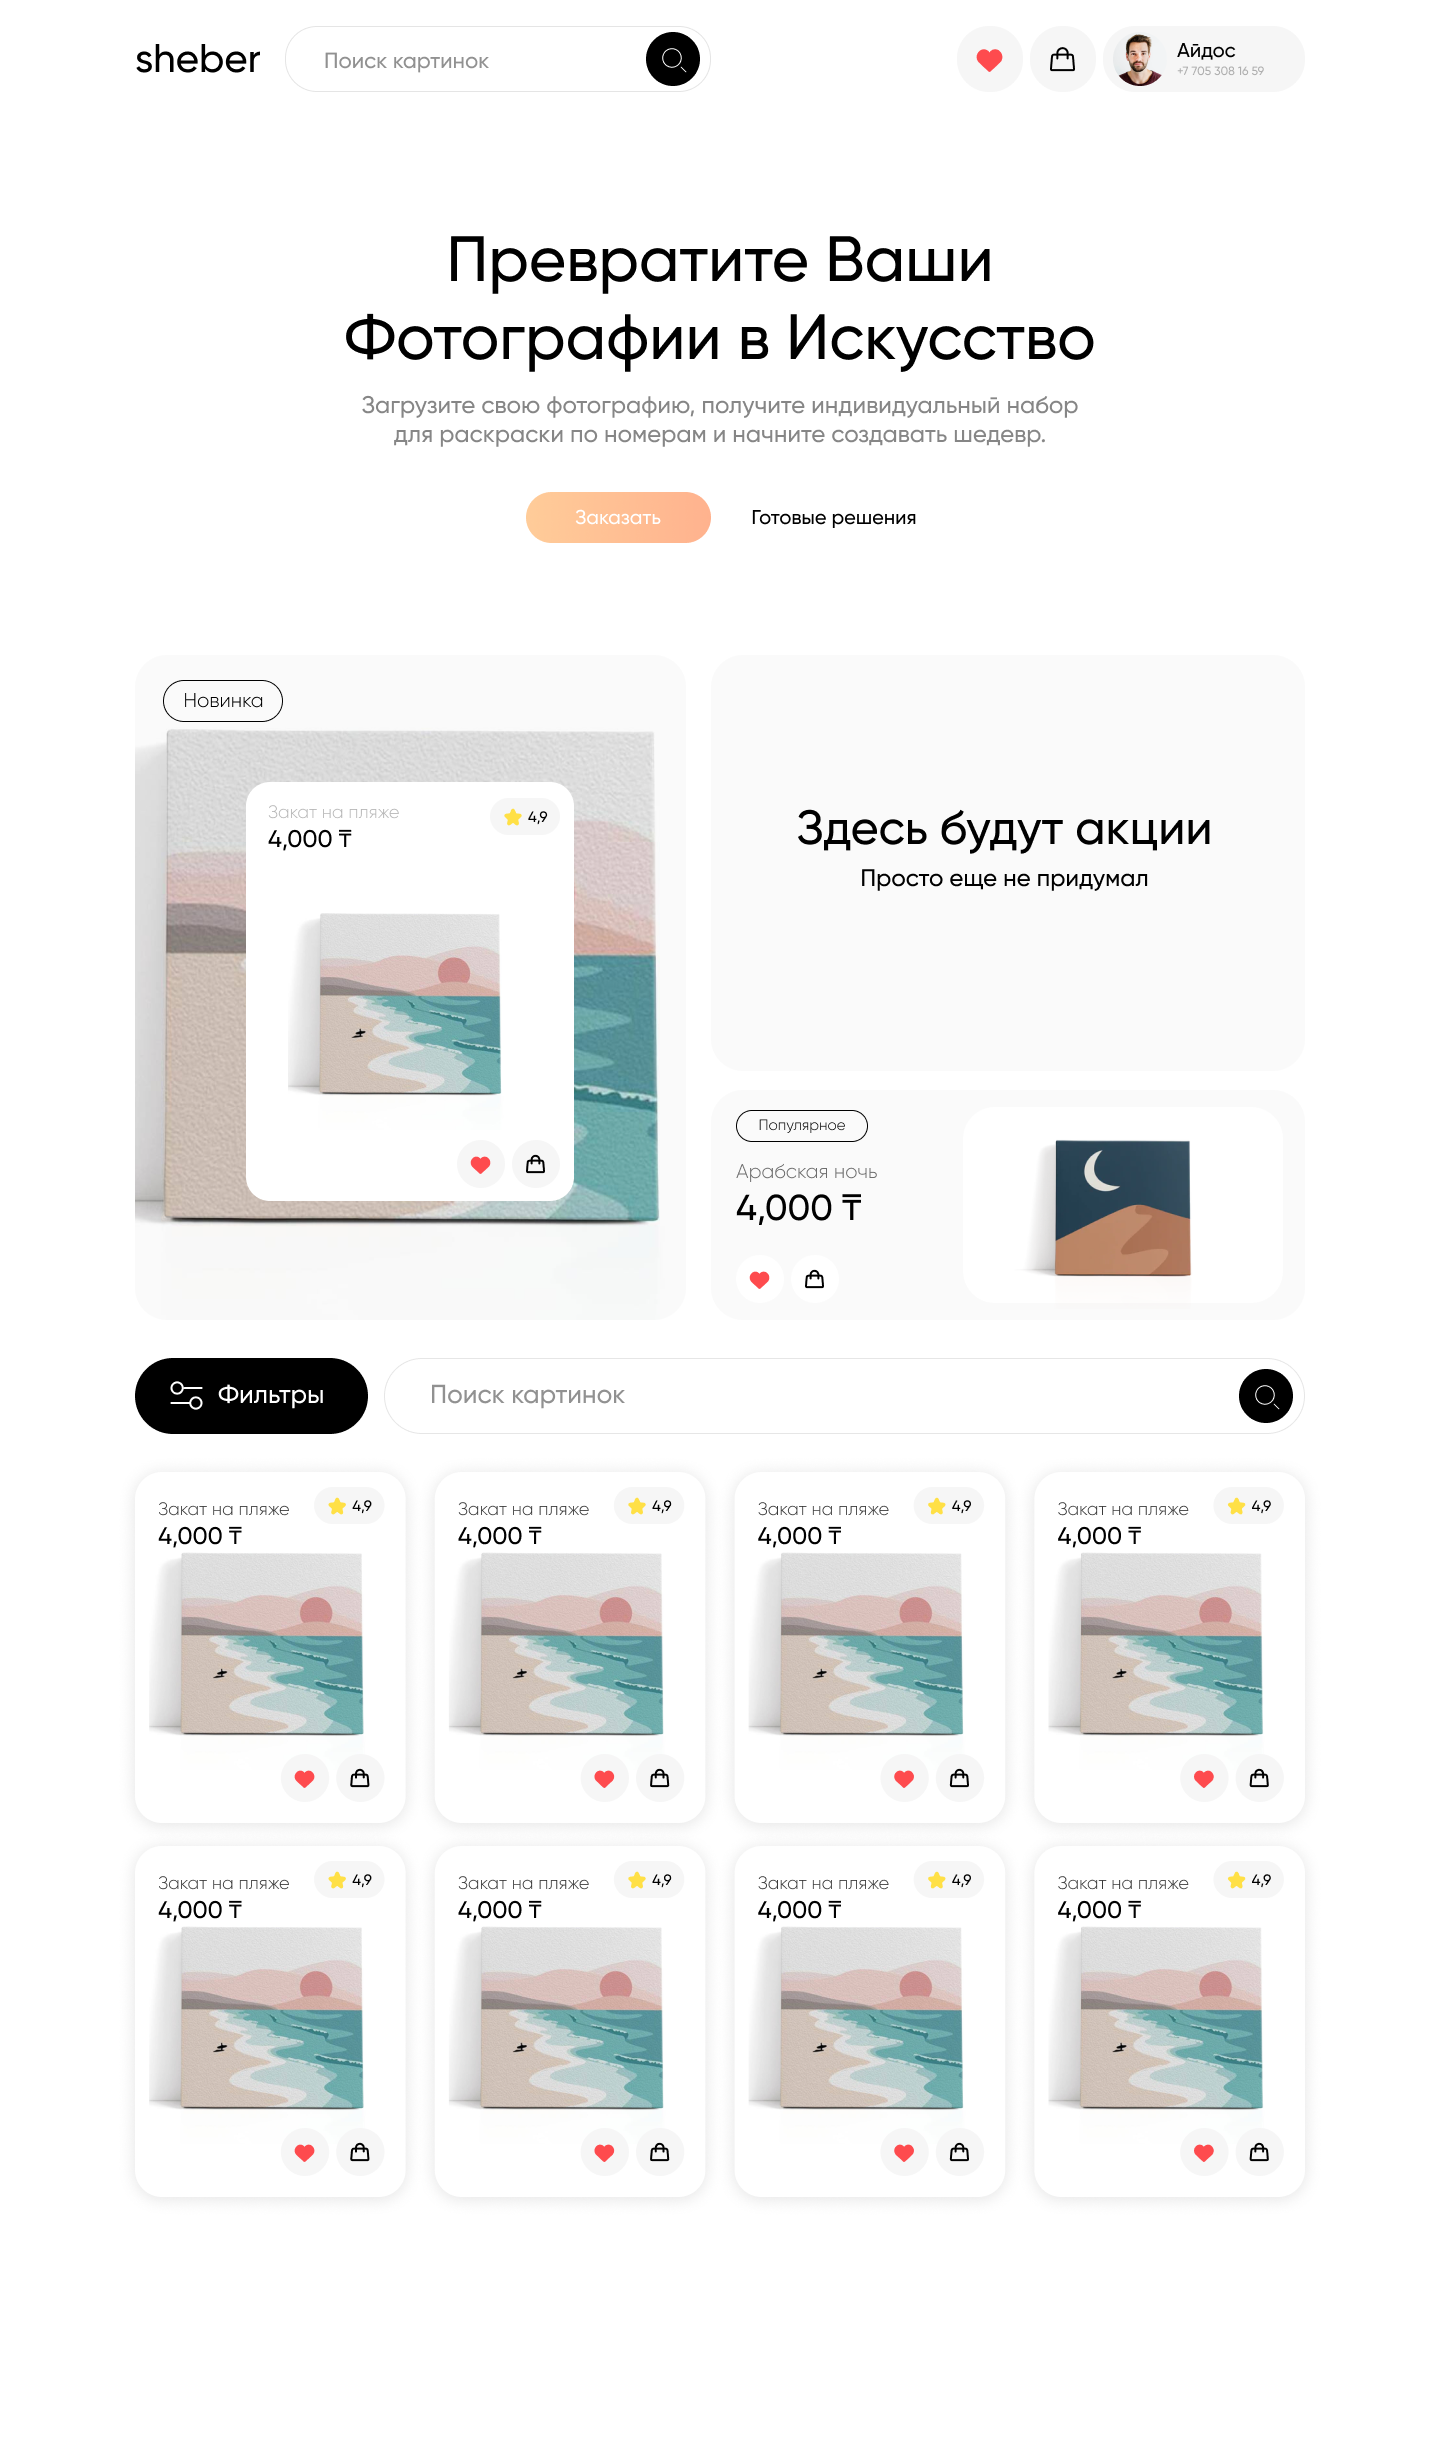 sheber
Поиск картинок
Айдос
+7 705 308 16 59
Превратите Ваши
Фотографии в Искусство
Загрузите свою фотографию, получите индивидуальный набор
для раскраски по номерам и начните создавать шедевр.
Заказать
Готовые решения
Новинка
Закат на пляже
4,9
4,000 ₸
Здесь будут акции
Просто еще не придумал
Популярное
Арабская ночь
4,000 ₸
Фильтры
Поиск картинок
Закат на пляже
4,9
4,000 ₸
Закат на пляже
4,9
4,000 ₸
Закат на пляже
4,9
4,000 ₸
Закат на пляже
4,9
4,000 ₸
Закат на пляже
4,9
4,000 ₸
Закат на пляже
4,9
4,000 ₸
Закат на пляже
4,9
4,000 ₸
Закат на пляже
4,9
4,000 ₸